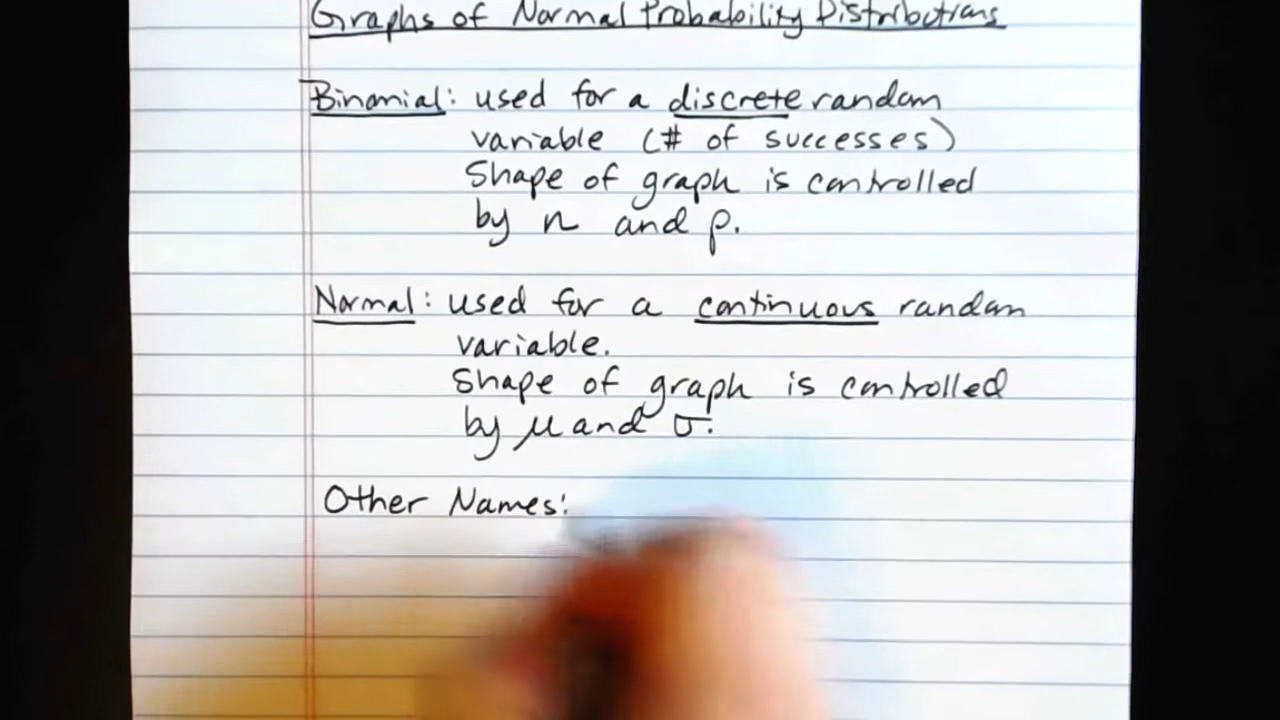 Graphs of Normal Probability Distributions
Binomial: used for a discrete random
variable (# of successes)
Shape of graph is controlled
by n and p.
Normal: used for a continuous random
variable.
Shape of graph is controlled
by μ and σ.
Other Names: